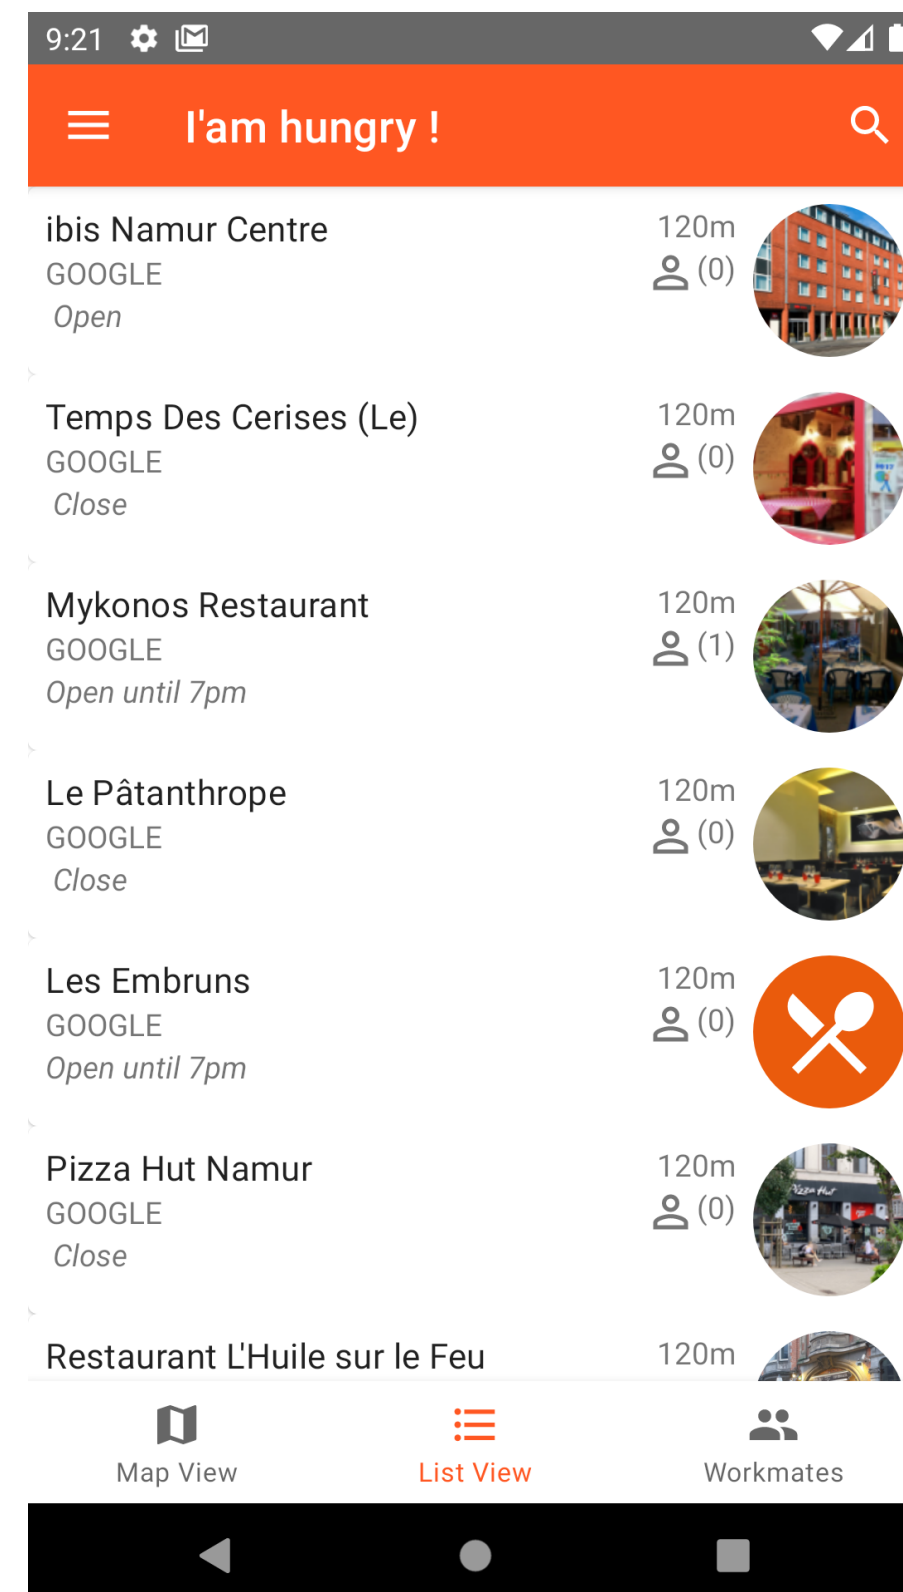 9:21
I'am hungry !
ibis Namur Centre
120m
GOOGLE
(0)
Open
Temps Des Cerises (Le)
120m
GOOGLE
(0)
Close
Mykonos Restaurant
120m
GOOGLE
(1)
Open until 7pm
Le Pâtanthrope
120m
GOOGLE
(0)
Close
Les Embruns
120m
GOOGLE
(0)
Open until 7pm
Pizza Hut Namur
120m
GOOGLE
(0)
Pizza Hut
Close
Restaurant L'Huile sur le Feu
120m
Map View
List View
Workmates